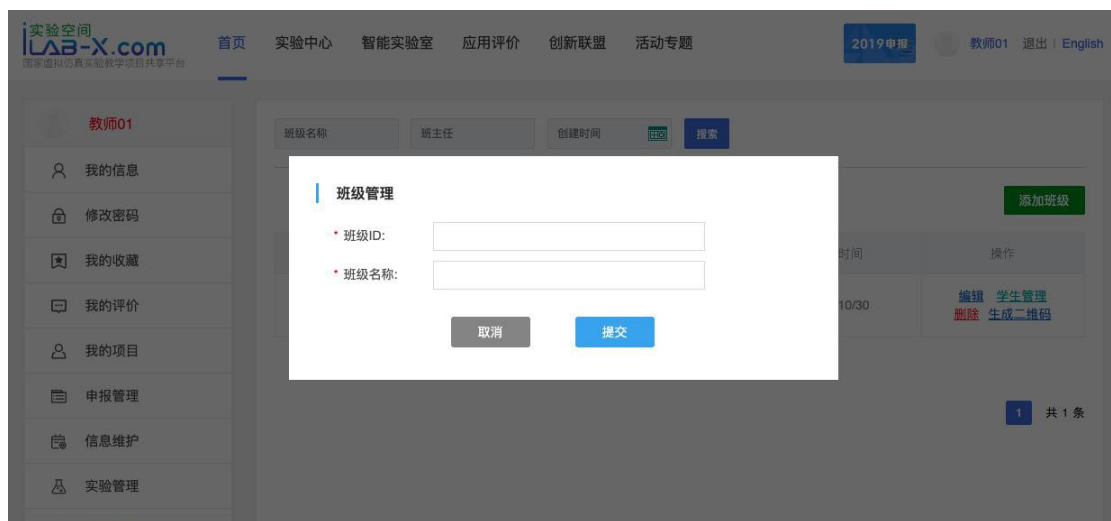 实验空间
iLAB-X.com
国家虚拟仿真实验教学项目共享平台
首页 实验中心 智能实验室 应用评价 创新联盟 活动专题 2019申报 教师01 退出 | English
教师01
我的信息
修改密码
我的收藏
我的评价
我的项目
申报管理
信息维护
实验管理
班级名称 班主任 创建时间 搜索
添加班级
时间 操作
10/30 编辑 学生管理
删除 生成二维码
1 共 1 条
班级管理
* 班级ID:
* 班级名称:
取消 提交